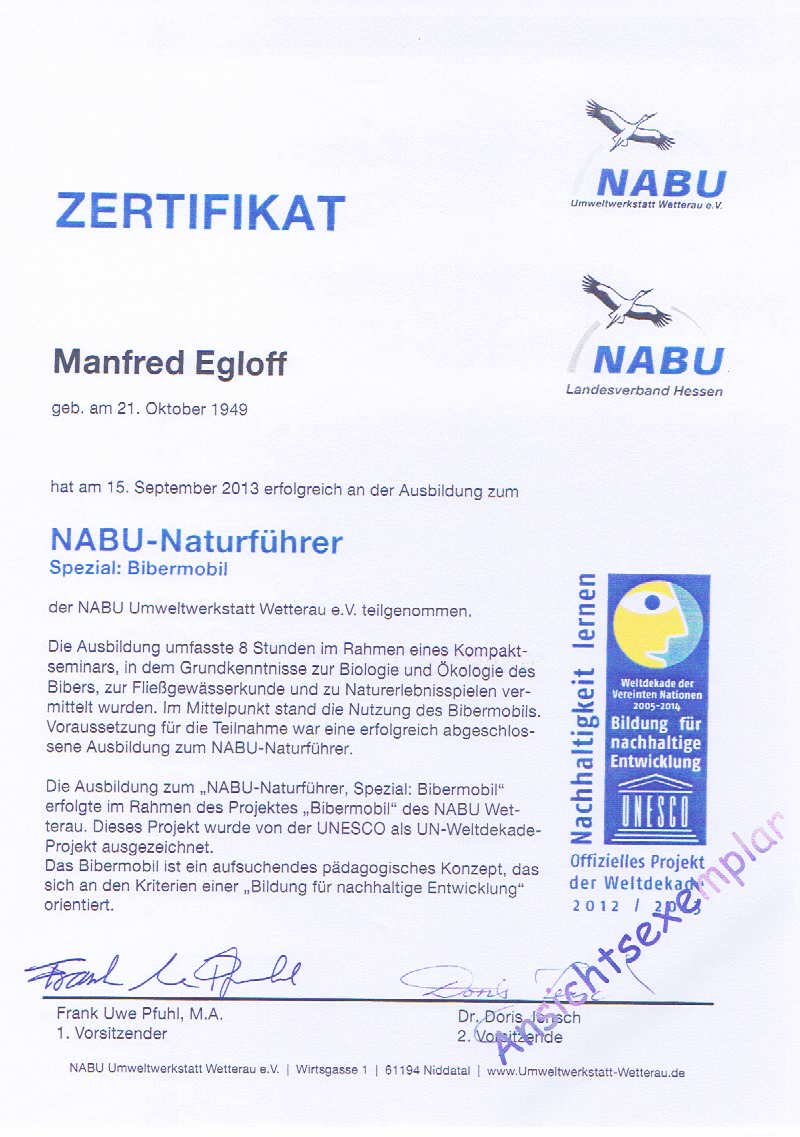 ZERTIFIKAT
NABU
Umweltwerkstatt Wetterau e.V.
NABU
Landesverband Hessen
Manfred Egloff
geb. am 21. Oktober 1949
hat am 15. September 2013 erfolgreich an der Ausbildung zum
NABU-Naturführer
Spezial: Bibermobil
der NABU Umweltwerkstatt Wetterau e.V. teilgenommen.
Die Ausbildung umfasste 8 Stunden im Rahmen eines Kompakt-
seminars, in dem Grundkenntnisse zur Biologie und Ökologie des
Bibers, zur Fließgewässerkunde und zu Naturerlebnisspielen ver-
mittelt wurden. Im Mittelpunkt stand die Nutzung des Bibermobils.
Voraussetzung für die Teilnahme war eine erfolgreich abgeschlos-
sene Ausbildung zum NABU-Naturführer.
Die Ausbildung zum „NABU-Naturführer, Spezial: Bibermobil“
erfolgte im Rahmen des Projektes „Bibermobil“ des NABU Wet-
terau. Dieses Projekt wurde von der UNESCO als UN-Weltdekade-
Projekt ausgezeichnet.
Das Bibermobil ist ein aufsuchendes pädagogisches Konzept, das
sich an den Kriterien einer „Bildung für nachhaltige Entwicklung“
orientiert.
Nachhaltigkeit lernen
Weltdekade der
Vereinten Nationen
2005-2014
Bildung für
nachhaltige
Entwicklung
UNESCO
Offizielles Projekt
der Weltdekade
2012 / 2013
Ansichtsexemplar
Frank Uwe Pfuhl
Doris
Frank Uwe Pfuhl, M.A.
1. Vorsitzender
Dr. Doris Jensch
2. Vorsitzende
NABU Umweltwerkstatt Wetterau e.V. | Wirtsgasse 1 | 61194 Niddatal | www.Umweltwerkstatt-Wetterau.de